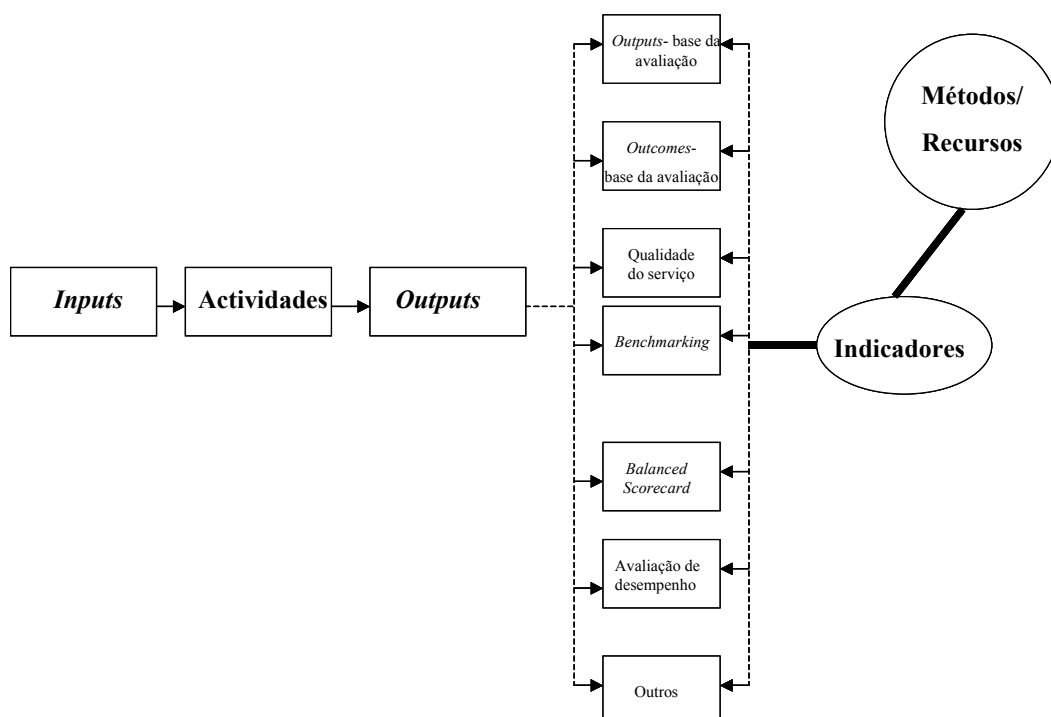 Outputs- base da
avaliação
Métodos/
Recursos
Outcomes-
base da avaliação
Qualidade
do serviço
Inputs
Actividades
Outputs
Benchmarking
Indicadores
Balanced
Scorecard
Avaliação de
desempenho
Outros